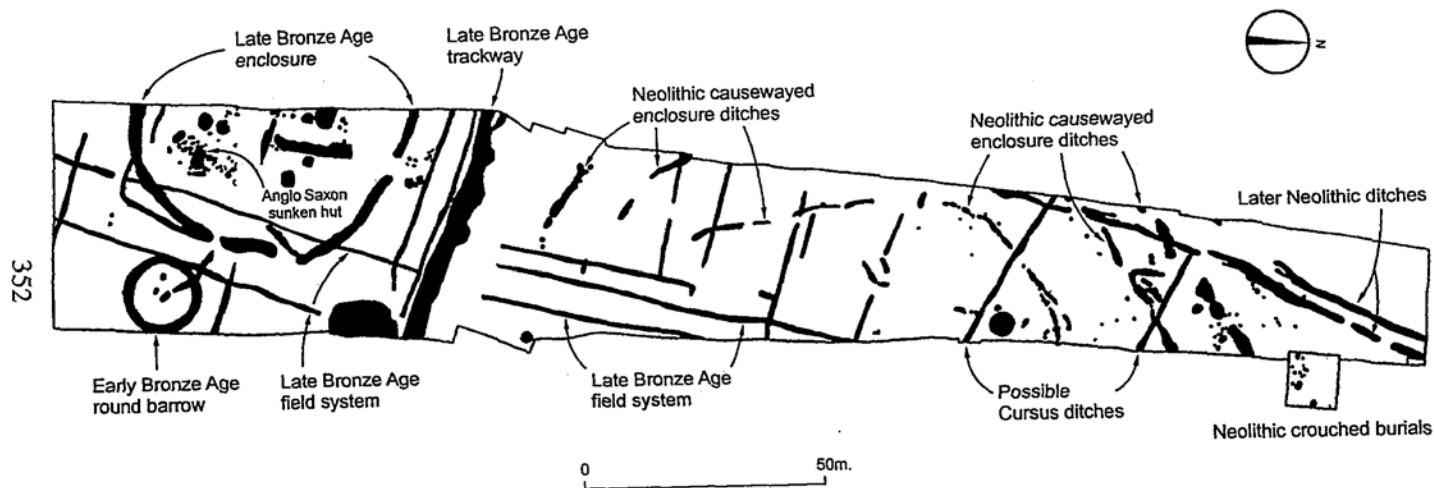 Late Bronze Age
enclosure
Late Bronze Age
trackway
N
Neolithic causewayed
enclosure ditches
Neolithic causewayed
enclosure ditches
Later Neolithic ditches
Anglo Saxon
sunken hut
352
Early Bronze Age
round barrow
Late Bronze Age
field system
Late Bronze Age
field system
Possible
Cursus ditches
Neolithic crouched burials
0 50m.